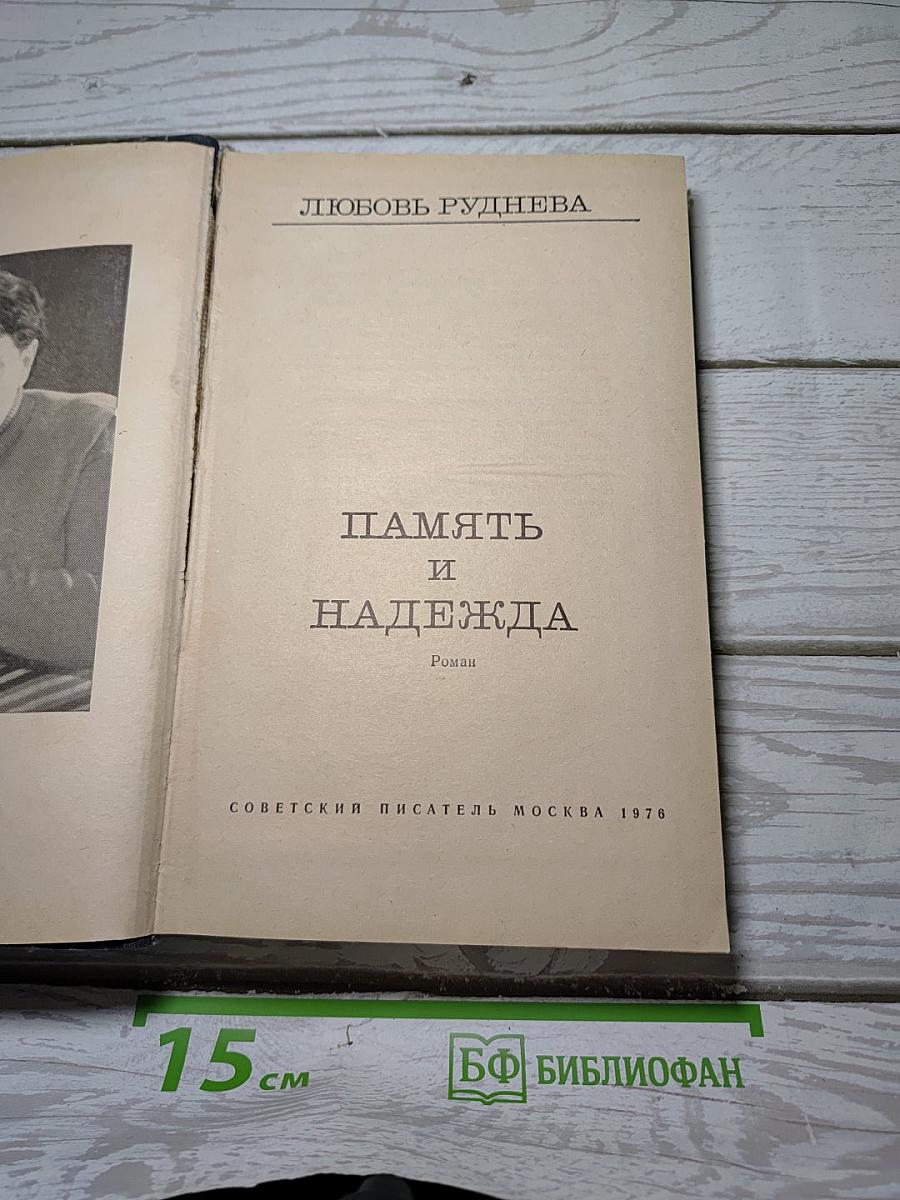 ЛЮБОВЬ РУДНЕВА
ПАМЯТЬ
И
НАДЕЖДА
Роман
СОВЕТСКИЙ ПИСАТЕЛЬ МОСКВА 1976
15 см
БФ БИБЛИОФАН